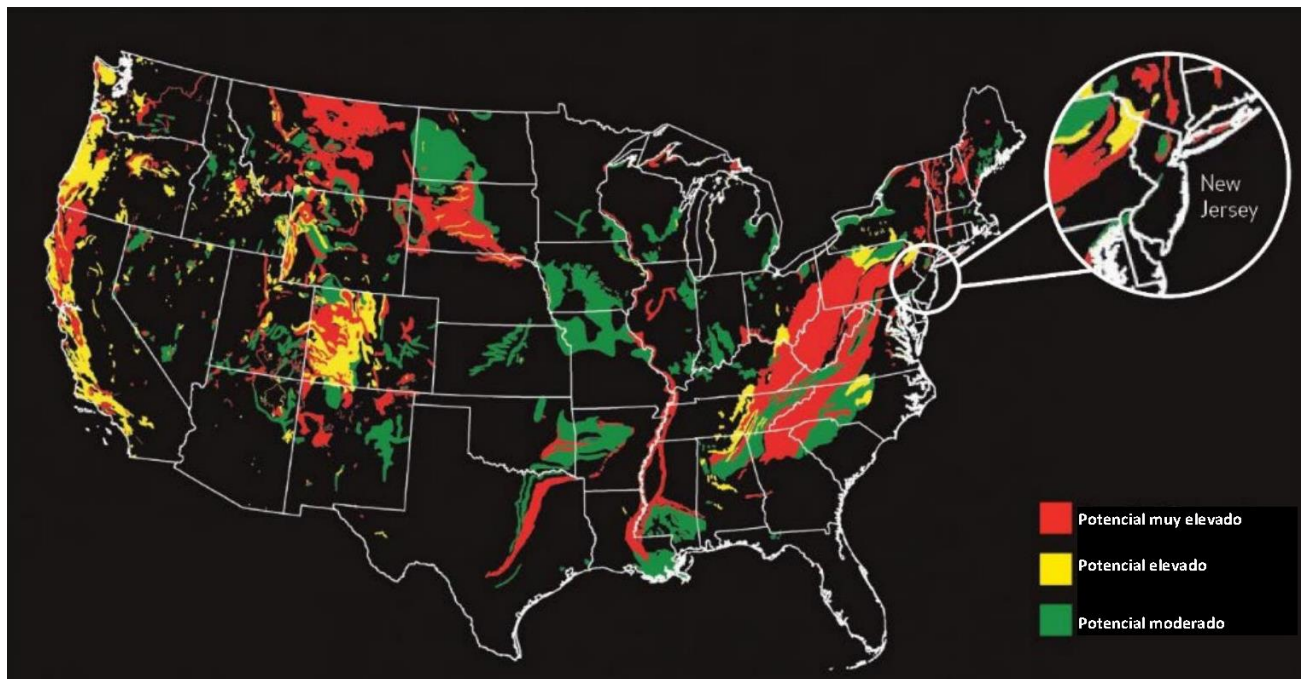 New
Jersey
Potencial muy elevado
Potencial elevado
Potencial moderado